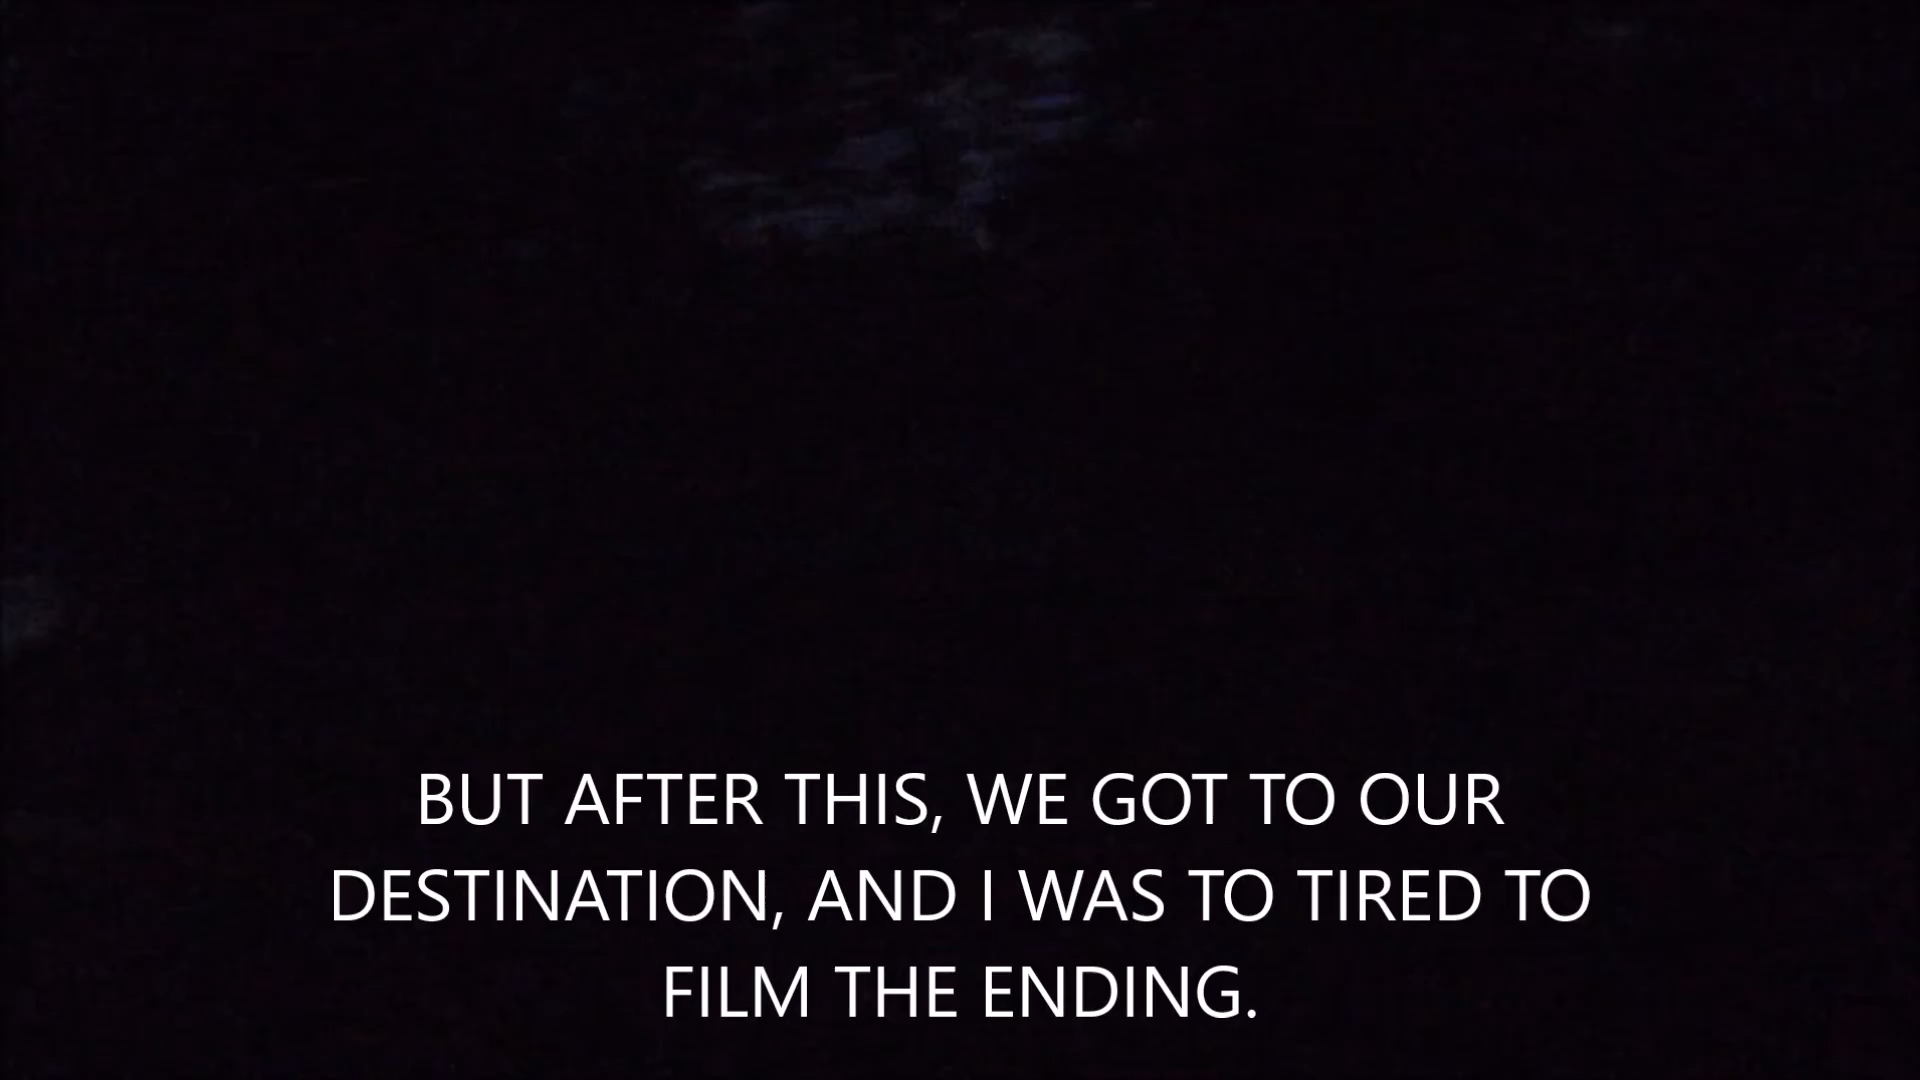 BUT AFTER THIS, WE GOT TO OUR
DESTINATION, AND I WAS TO TIRED TO
FILM THE ENDING.